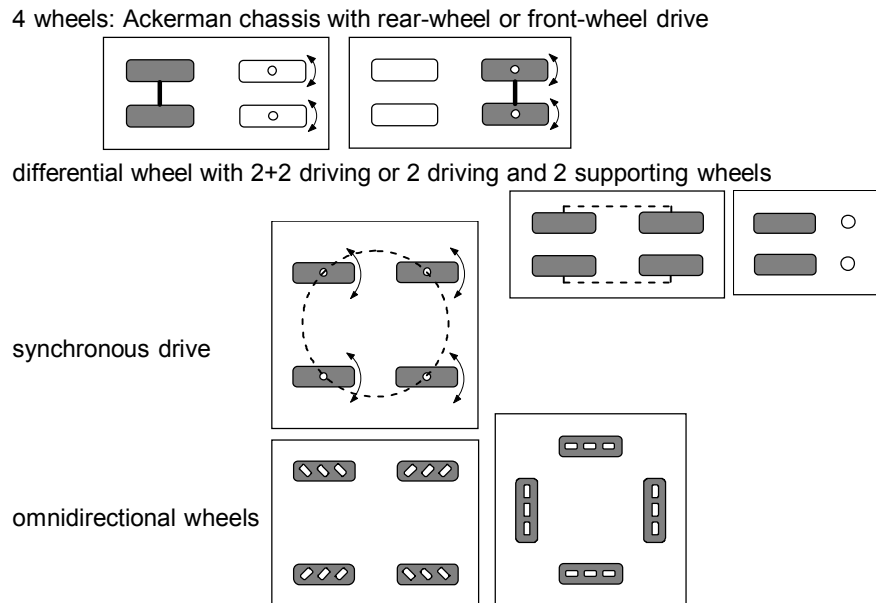 4 wheels: Ackerman chassis with rear-wheel or front-wheel drive
differential wheel with 2+2 driving or 2 driving and 2 supporting wheels
synchronous drive
omnidirectional wheels